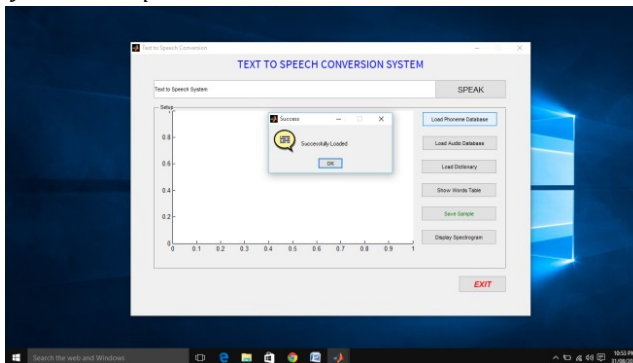 Text to Speech Conversion
TEXT TO SPEECH CONVERSION SYSTEM
Text to Speech System
SPEAK
Setup
Success
Successfully Loaded
OK
Load Phoneme Database
Load Audio Database
Load Dictionary
Show Words Table
Save Sample
Display Spectrogram
EXIT
0.8
0.6
0.4
0.2
0
0 0.1 0.2 0.3 0.4 0.5 0.6 0.7 0.8 0.9 1
Search the web and Windows
10:53 PM